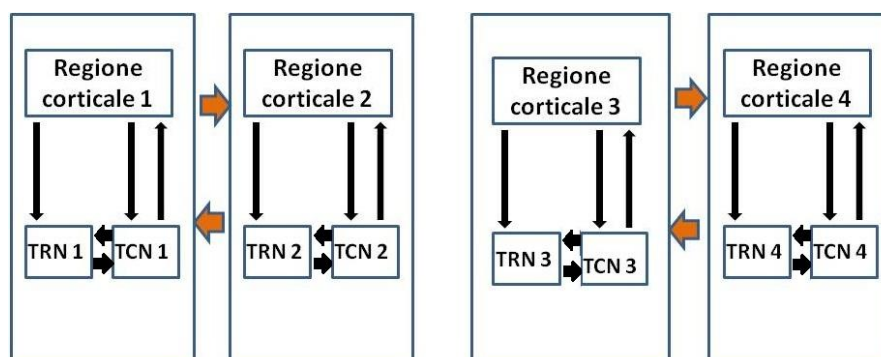 Regione
corticale 1
Regione
corticale 2
Regione
corticale 3
Regione
corticale 4
TRN 1
TCN 1
TRN 2
TCN 2
TRN 3
TCN 3
TRN 4
TCN 4